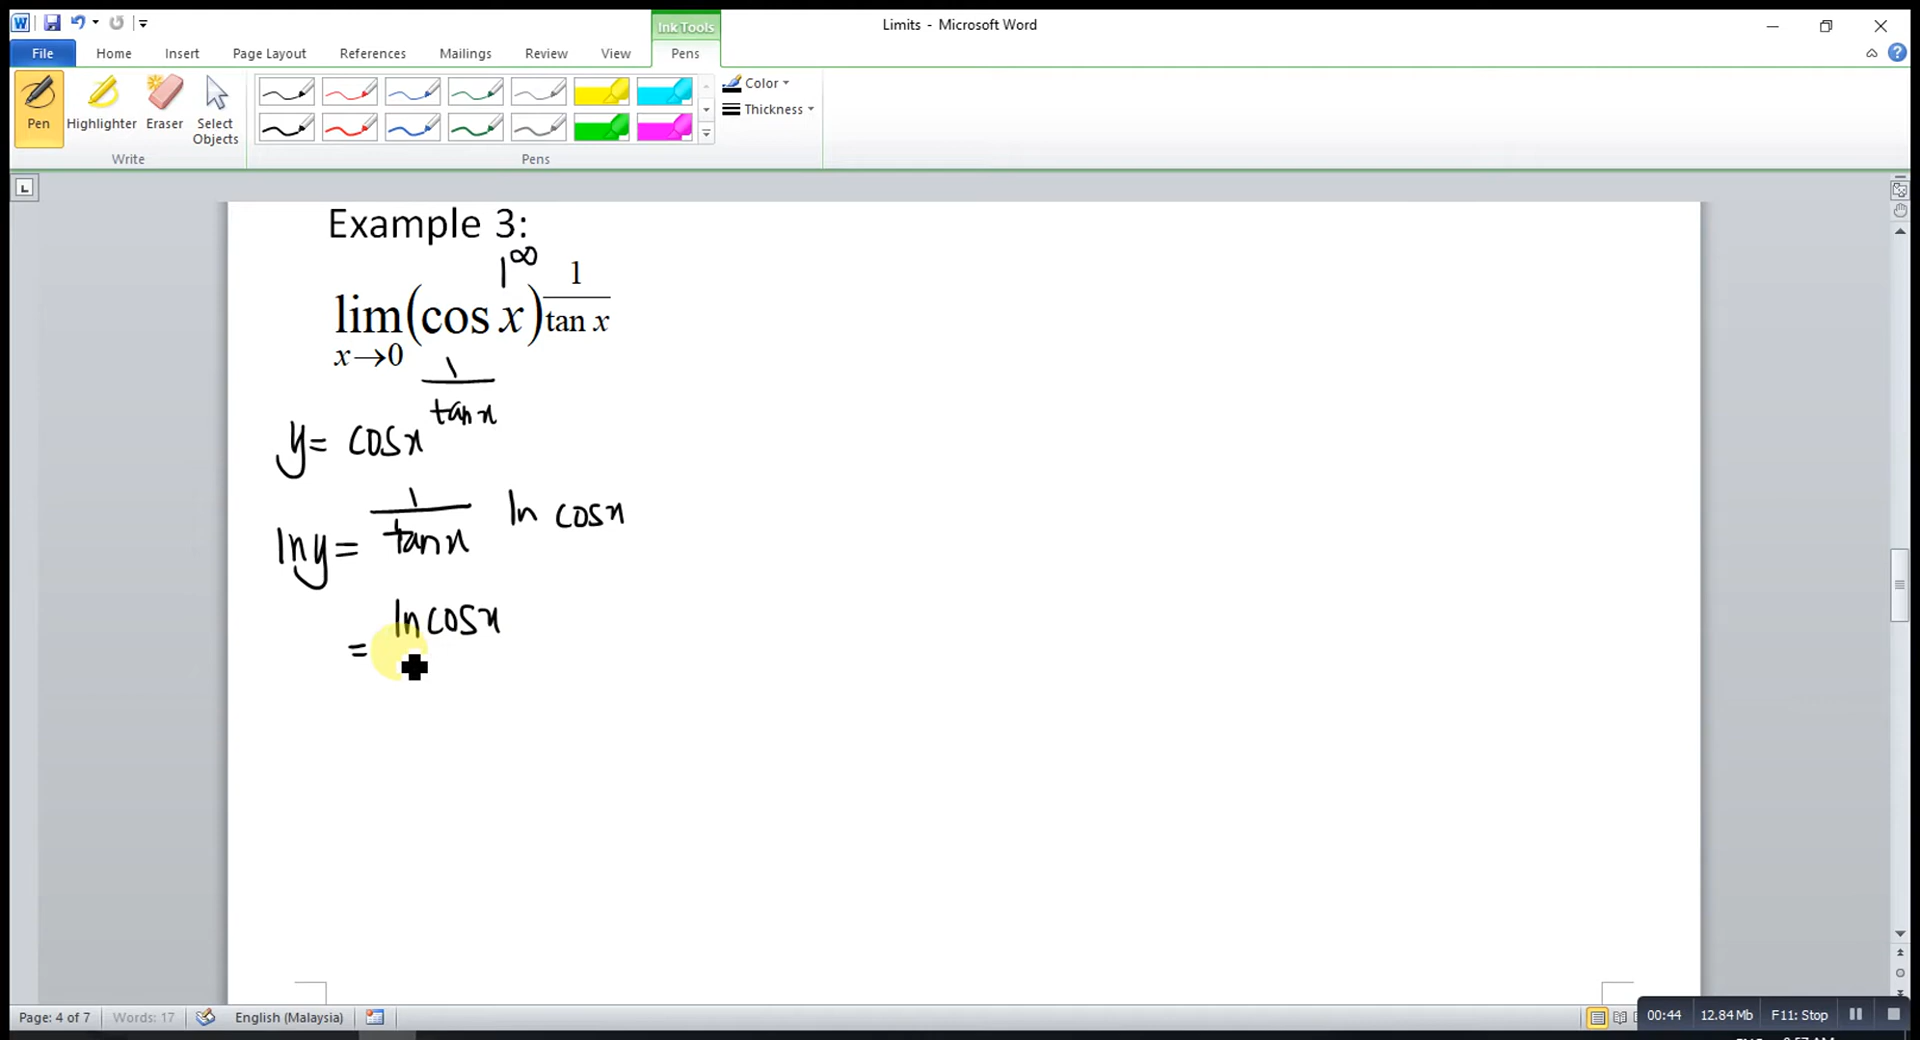 Limits - Microsoft Word
Ink Tools
File Home Insert Page Layout References Mailings Review View Pens
Pen Highlighter Eraser Select Objects
Color
Thickness
Write Pens
Example 3:
1^∞
lim x→0 (cos x)^(1/tan x)
y= cosx^(1/tanx)
lny= 1/tanx ln cosx
= lncosx
Page: 4 of 7 Words: 17 English (Malaysia)
00:44 12.84 Mb F11: Stop